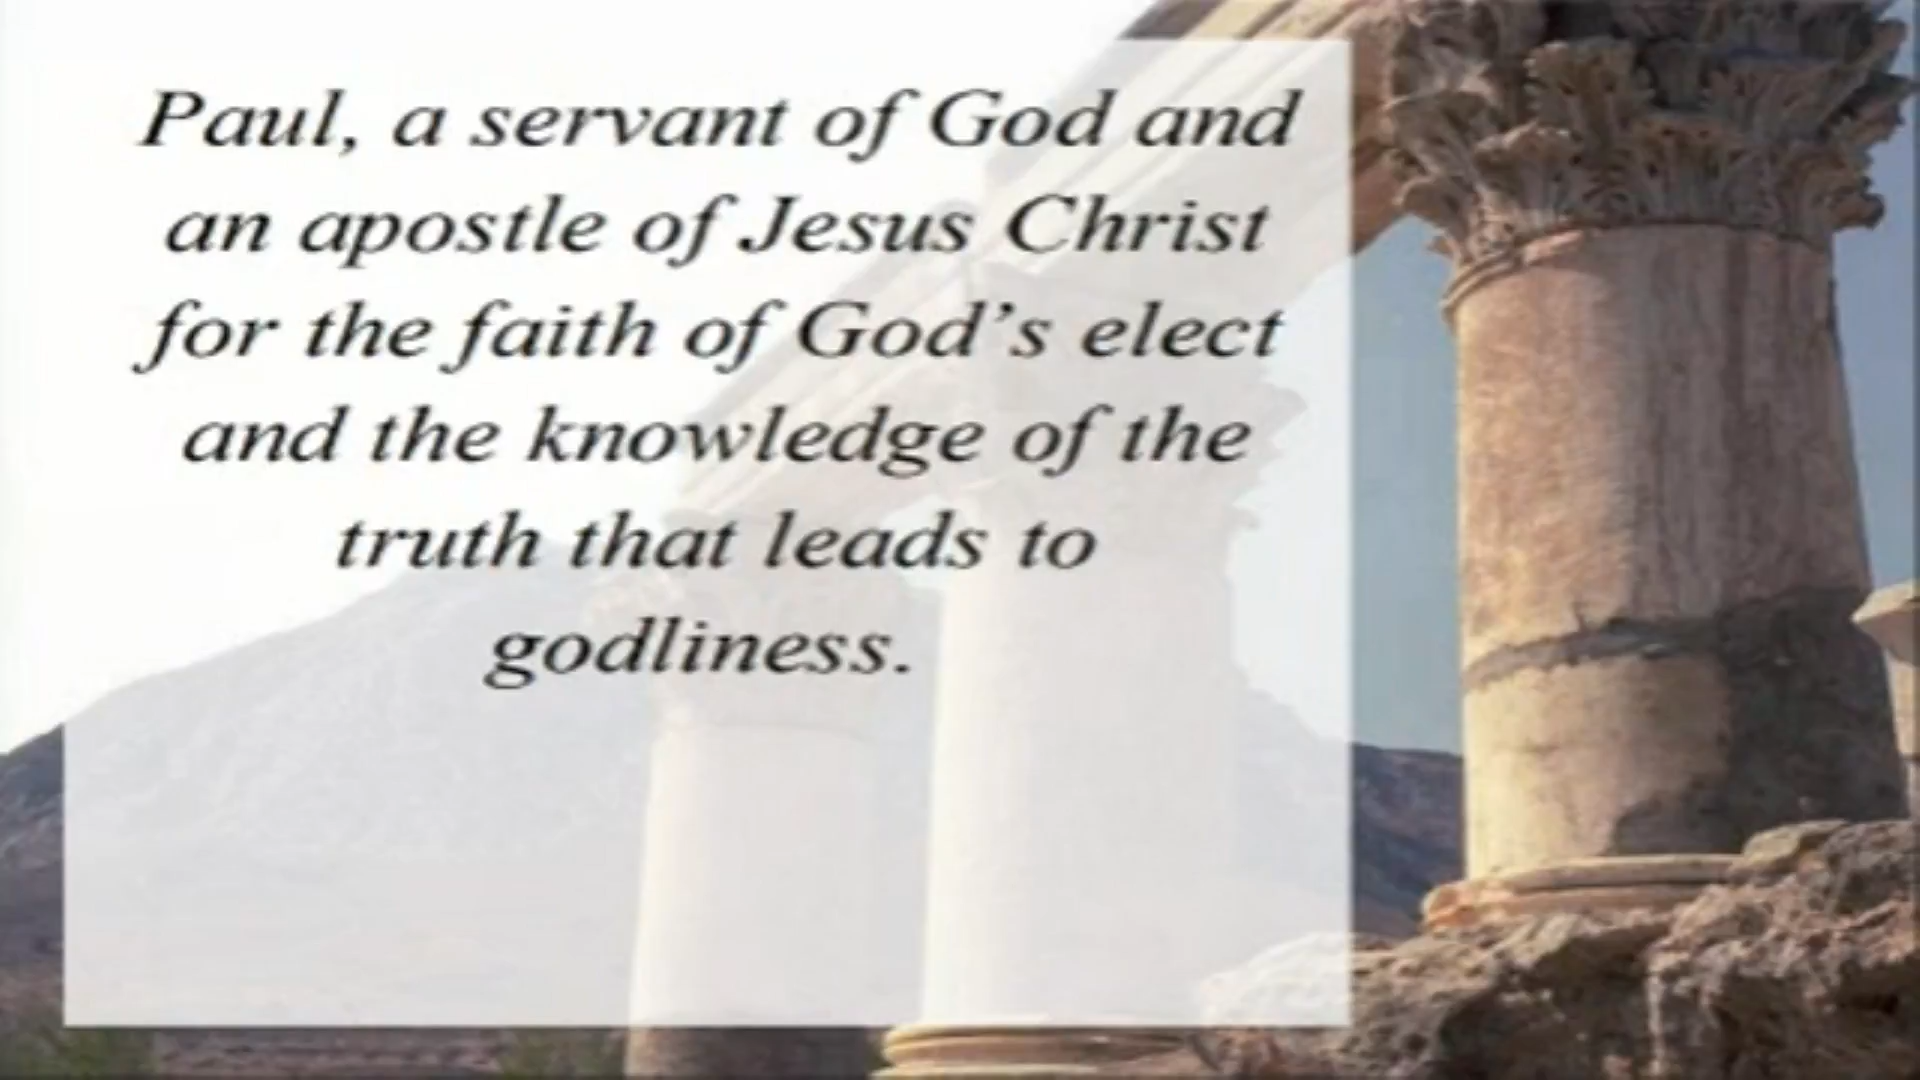 Paul, a servant of God and
an apostle of Jesus Christ
for the faith of God’s elect
and the knowledge of the
truth that leads to
godliness.